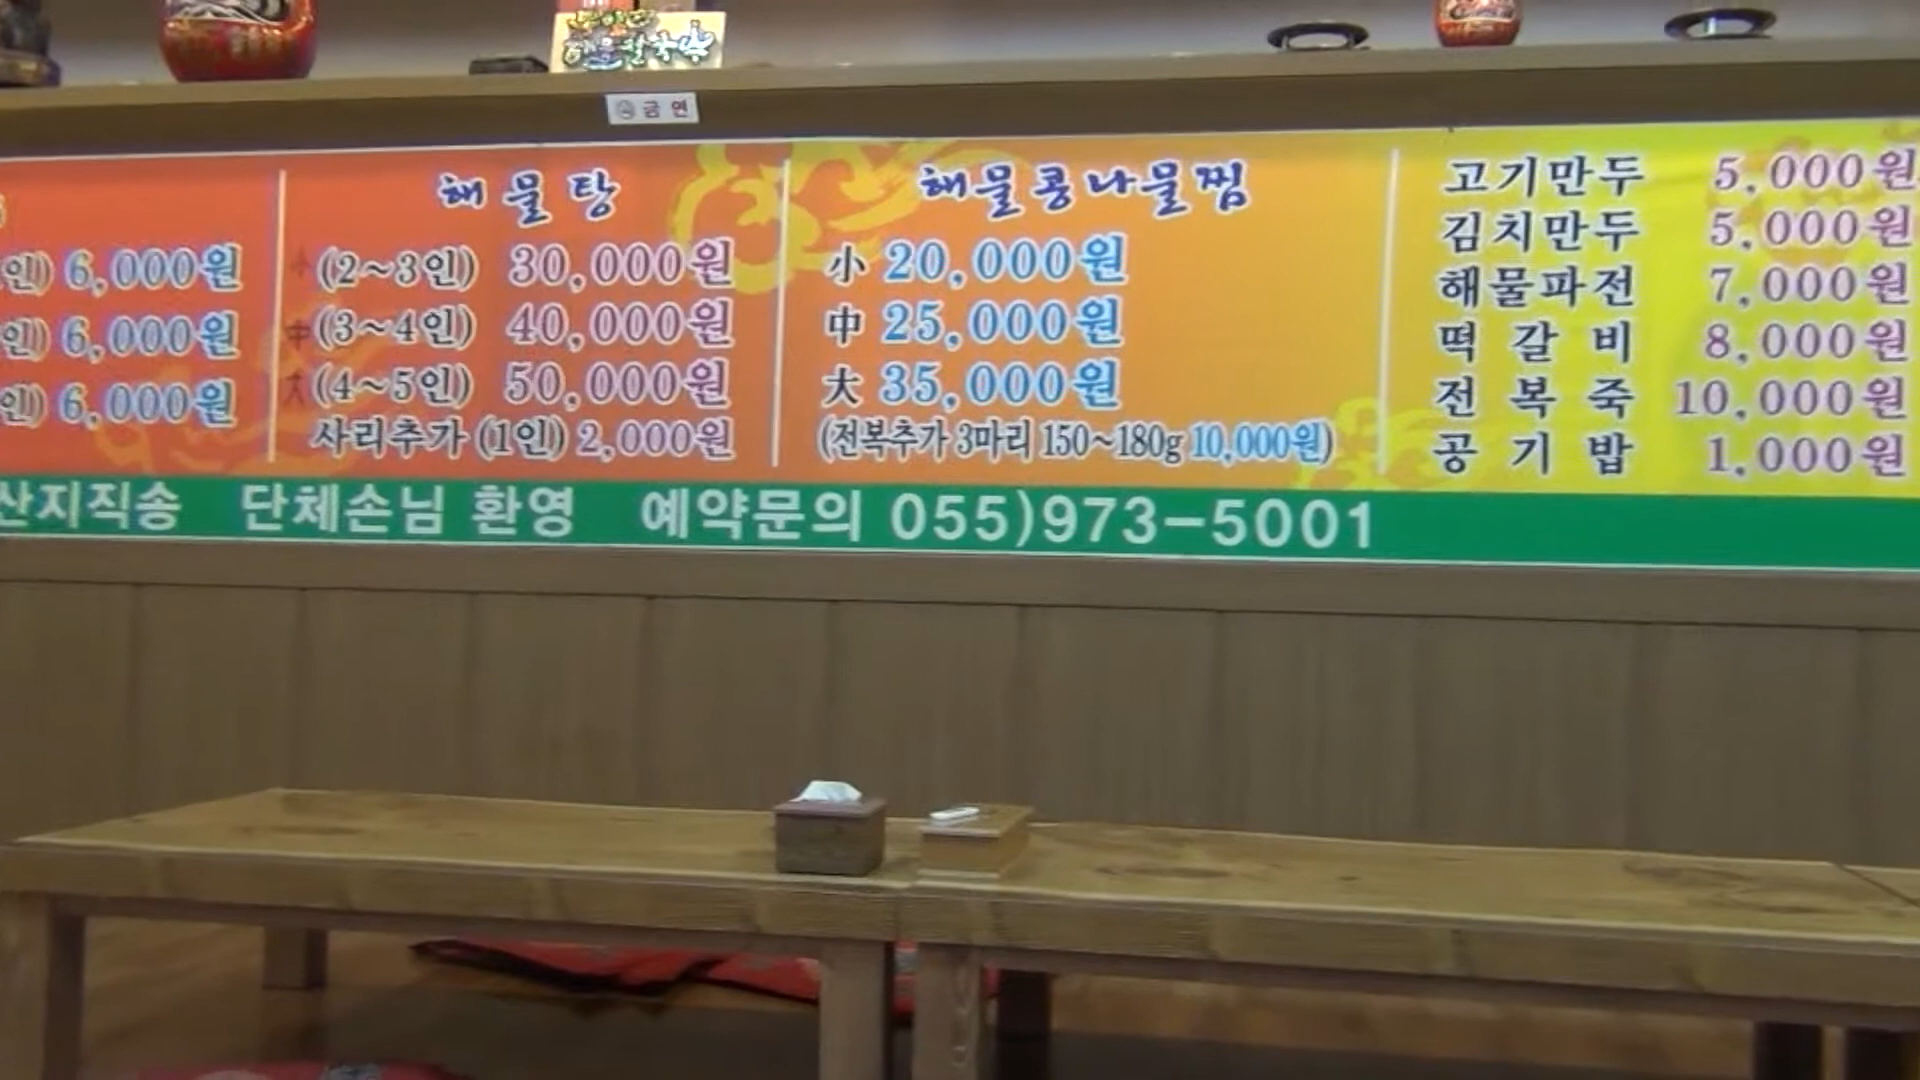 금연
인) 6,000원
인) 6,000원
인) 6,000원
해물탕
小 (2~3인) 30,000원
中 (3~4인) 40,000원
大 (4~5인) 50,000원
사리추가 (1인) 2,000원
해물콩나물찜
小 20,000원
中 25,000원
大 35,000원
(전복추가 3마리 150~180g 10,000원)
고기만두 5,000원
김치만두 5,000원
해물파전 7,000원
떡갈비 8,000원
전복죽 10,000원
공기밥 1,000원
산지직송 단체손님 환영 예약문의 055)973-5001